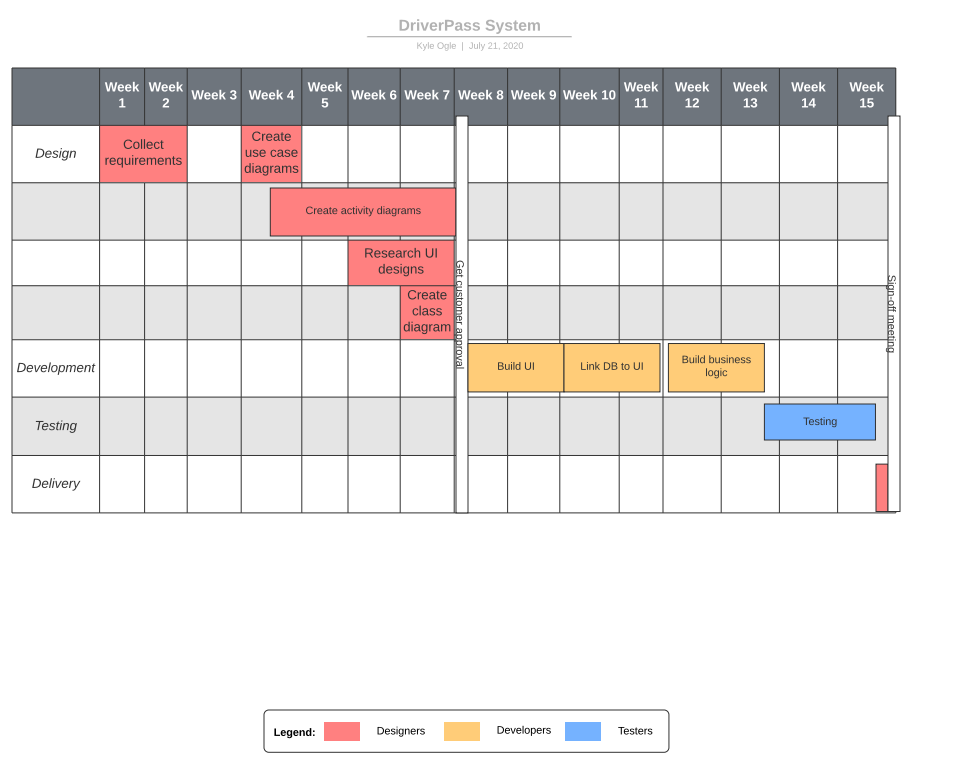 DriverPass System
Kyle Ogle | July 21, 2020
Week 1
Week 2
Week 3
Week 4
Week 5
Week 6
Week 7
Week 8
Week 9
Week 10
Week 11
Week 12
Week 13
Week 14
Week 15
Design
Collect
requirements
Create
use case
diagrams
Create activity diagrams
Research UI
designs
Create
class
diagram
Get customer approval
Sign-off meeting
Development
Build UI
Link DB to UI
Build business
logic
Testing
Testing
Delivery
Legend:
Designers
Developers
Testers